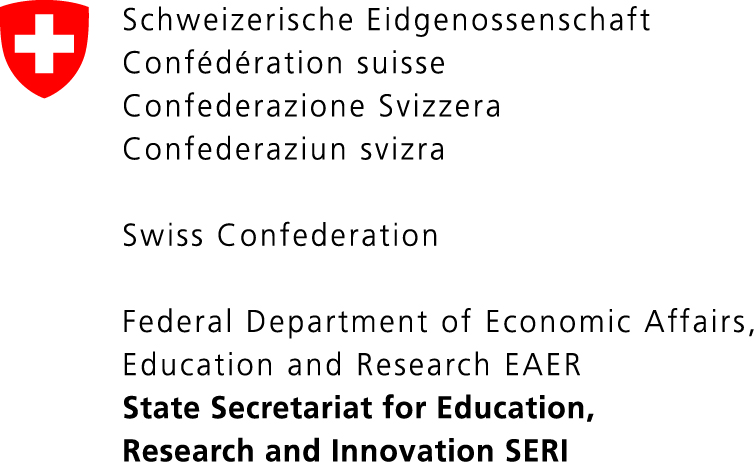 Schweizerische Eidgenossenschaft
Confédération suisse
Confederazione Svizzera
Confederaziun svizra
Swiss Confederation
Federal Department of Economic Affairs,
Education and Research EAER
State Secretariat for Education,
Research and Innovation SERI